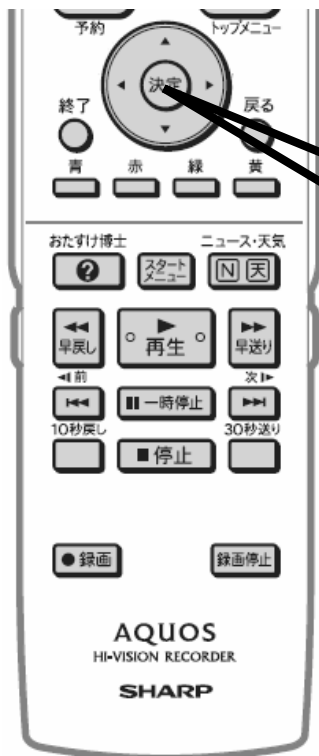 予約 トップメニュー
決定
終了 戻る
青 赤 緑 黄
おたすけ博士 ニュース・天気
? スタートメニュー N 天
早戻し 再生 早送り
前 次
一時停止
10秒戻し 30秒送り
停止
録画 録画停止
AQUOS
HI-VISION RECORDER
SHARP